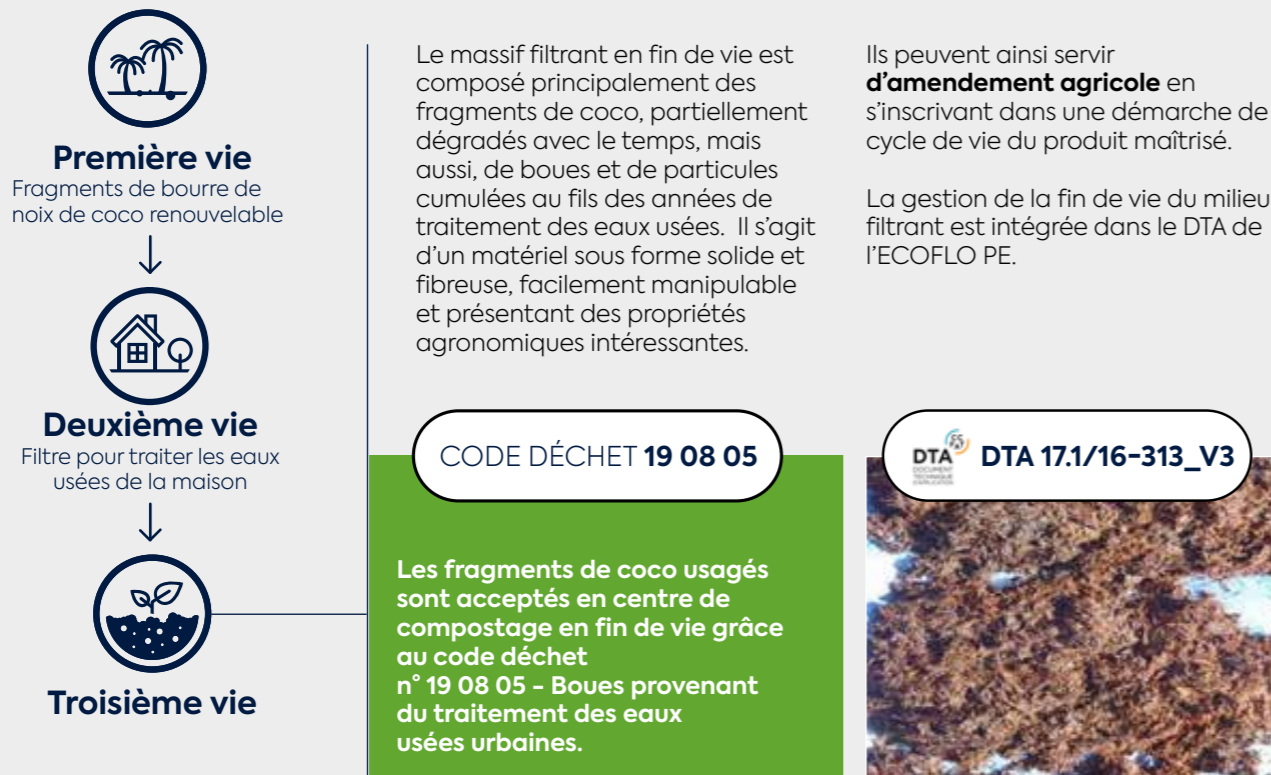 Première vie
Fragments de bourre de
noix de coco renouvelable
Deuxième vie
Filtre pour traiter les eaux
usées de la maison
Troisième vie
Le massif filtrant en fin de vie est
composé principalement des
fragments de coco, partiellement
dégradés avec le temps, mais
aussi, de boues et de particules
cumulées au fils des années de
traitement des eaux usées. Il s’agit
d’un matériel sous forme solide et
fibreuse, facilement manipulable
et présentant des propriétés
agronomiques intéressantes.
CODE DÉCHET 19 08 05
Les fragments de coco usagés
sont acceptés en centre de
compostage en fin de vie grâce
au code déchet
n° 19 08 05 - Boues provenant
du traitement des eaux
usées urbaines.
Ils peuvent ainsi servir
d’amendement agricole en
s’inscrivant dans une démarche de
cycle de vie du produit maîtrisé.
La gestion de la fin de vie du milieu
filtrant est intégrée dans le DTA de
l’ECOFLO PE.
DTA
DOCUMENT
TECHNIQUE
D'APPLICATION
DTA 17.1/16-313_V3